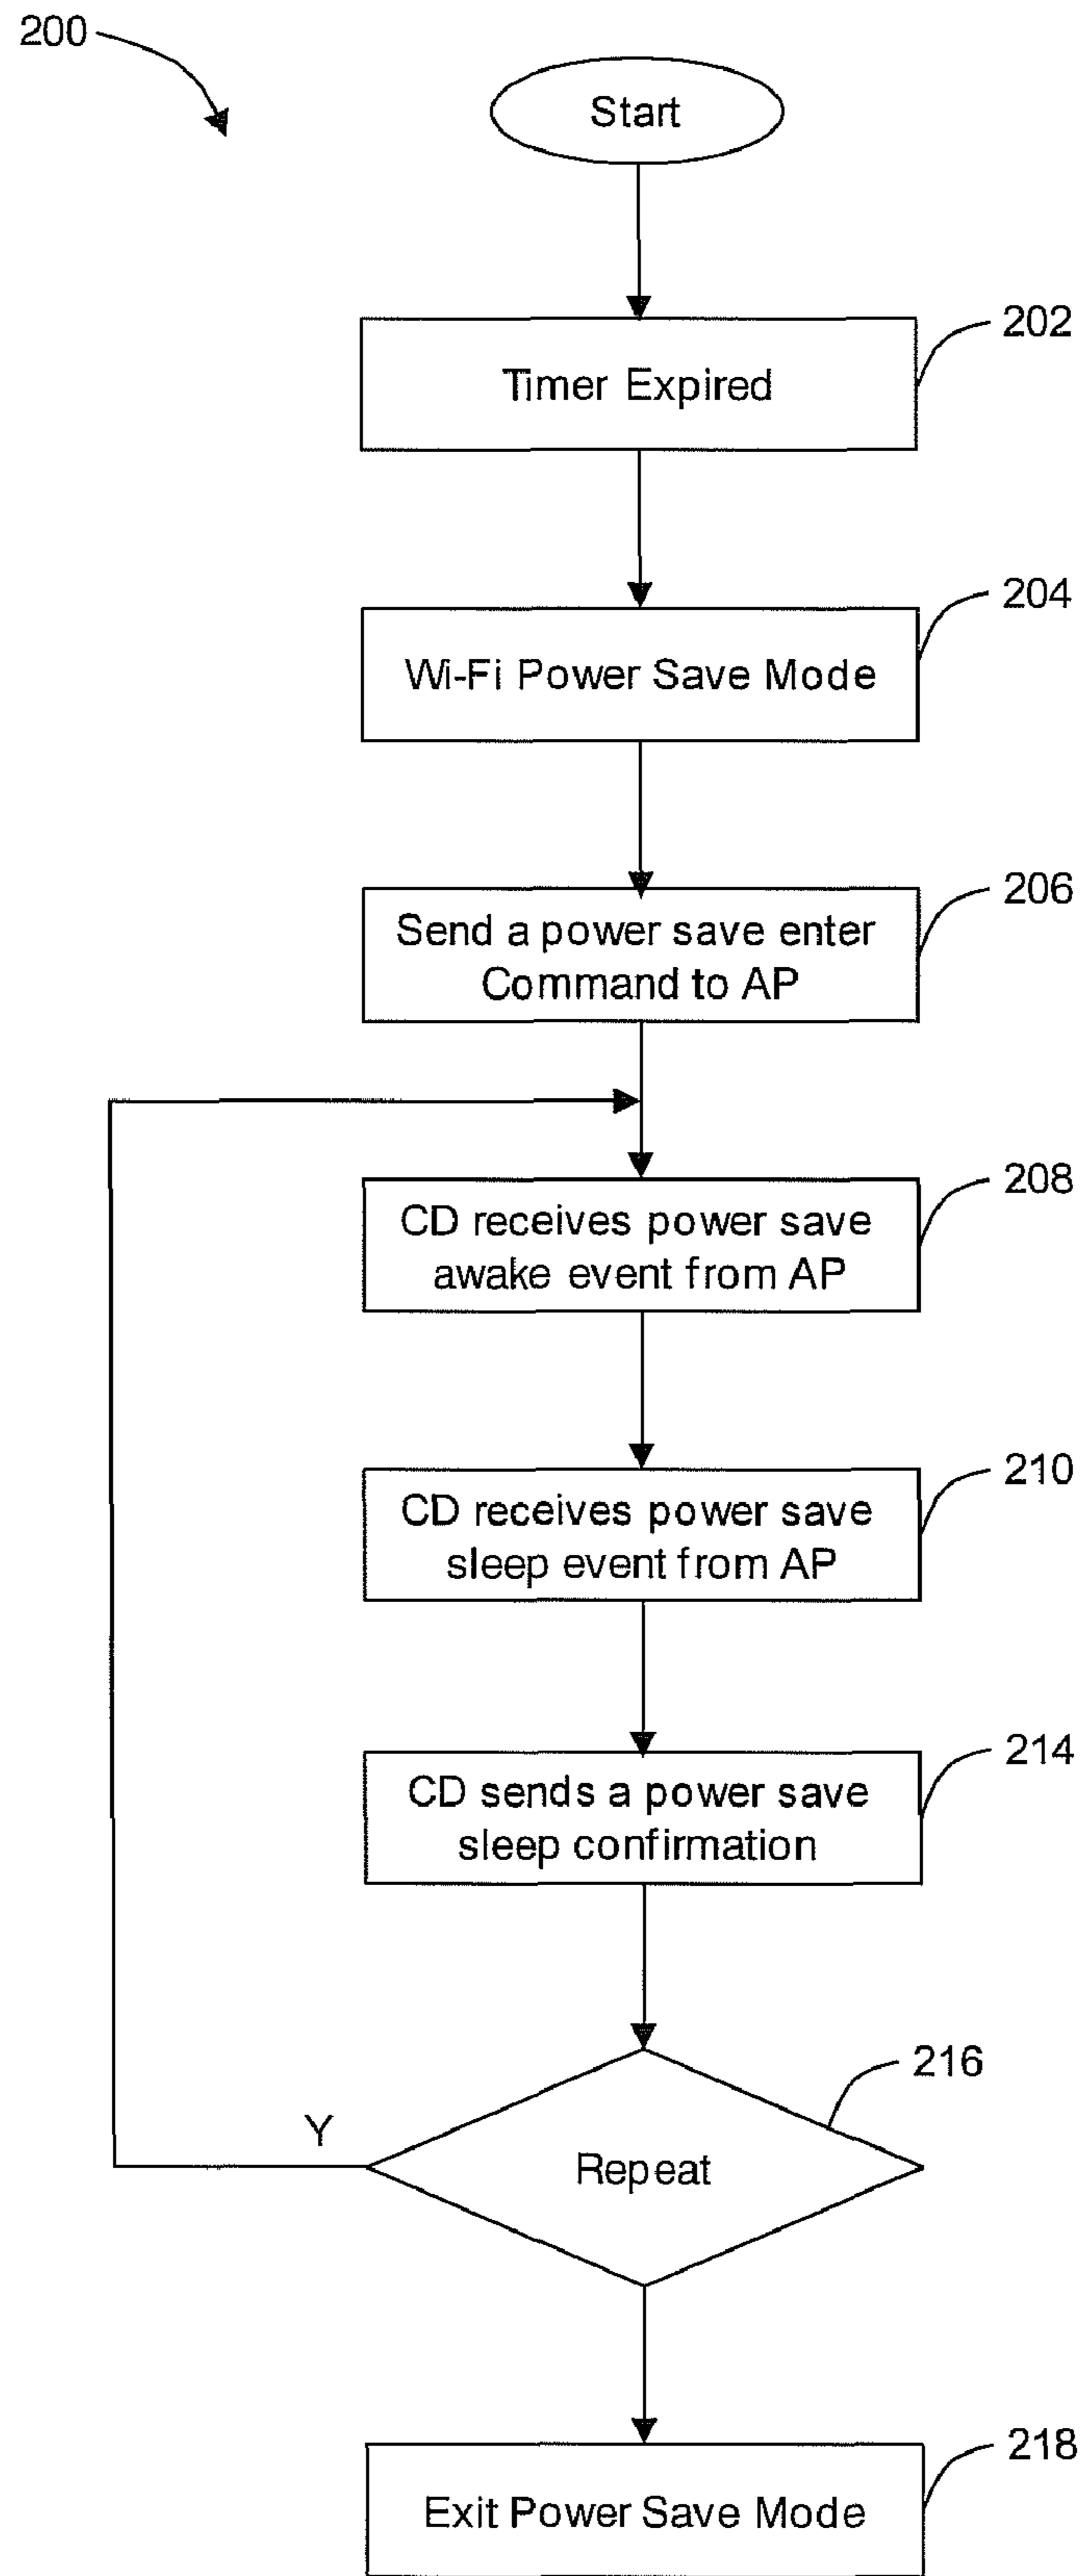 200
Start
202
Timer Expired
204
Wi-Fi Power Save Mode
206
Send a power save enter
Command to AP
208
CD receives power save
awake event from AP
210
CD receives power save
sleep event from AP
214
CD sends a power save
sleep confirmation
216
Y
Repeat
218
Exit Power Save Mode